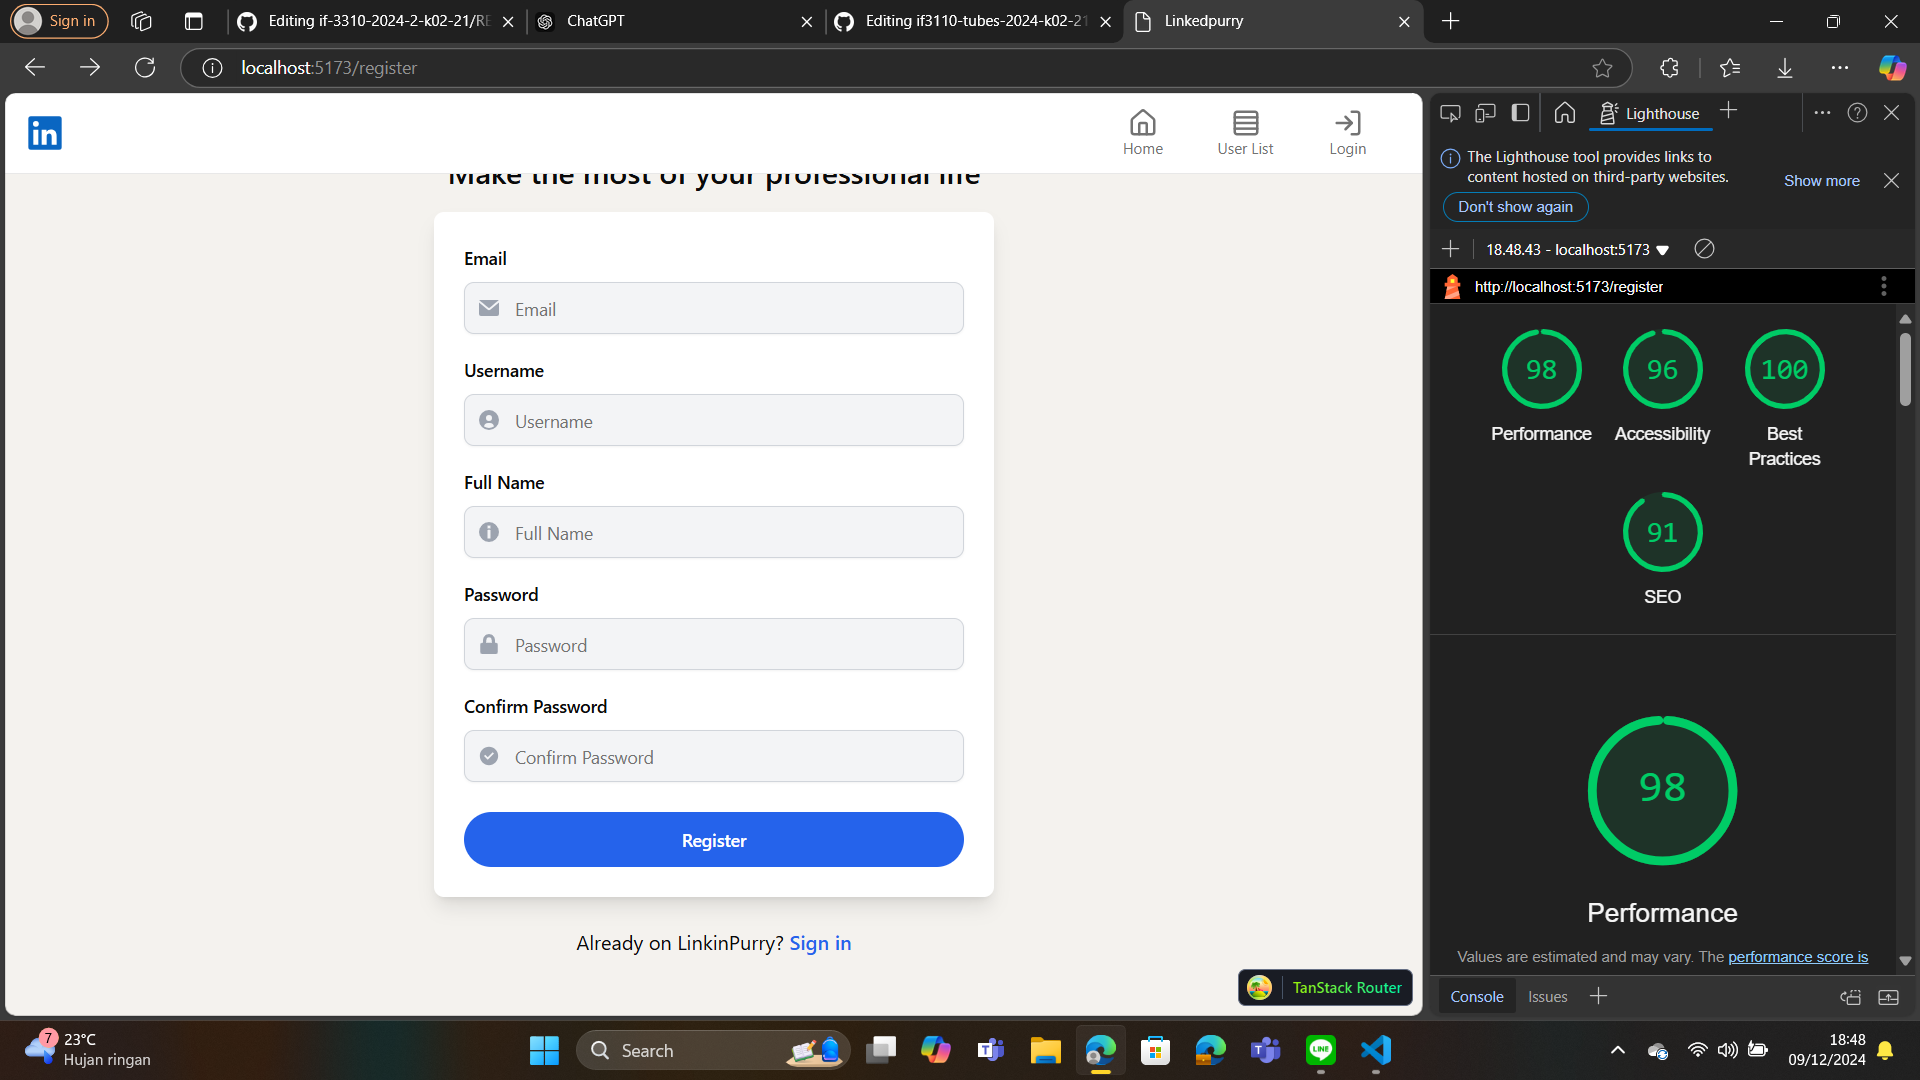 Sign in
Editing if-3310-2024-2-k02-21/RE
ChatGPT
Editing if3110-tubes-2024-k02-21
Linkedpurry
localhost:5173/register
in
Home
User List
Login
Make the most of your professional life
Email
Email
Username
Username
Full Name
Full Name
Password
Password
Confirm Password
Confirm Password
Register
Already on LinkinPurry? Sign in
TanStack Router
Lighthouse
The Lighthouse tool provides links to
content hosted on third-party websites.
Show more
Don't show again
18.48.43 - localhost:5173
http://localhost:5173/register
98
Performance
96
Accessibility
100
Best
Practices
91
SEO
98
Performance
Values are estimated and may vary. The performance score is
Console
Issues
7
23°C
Hujan ringan
Search
LINE
18:48
09/12/2024